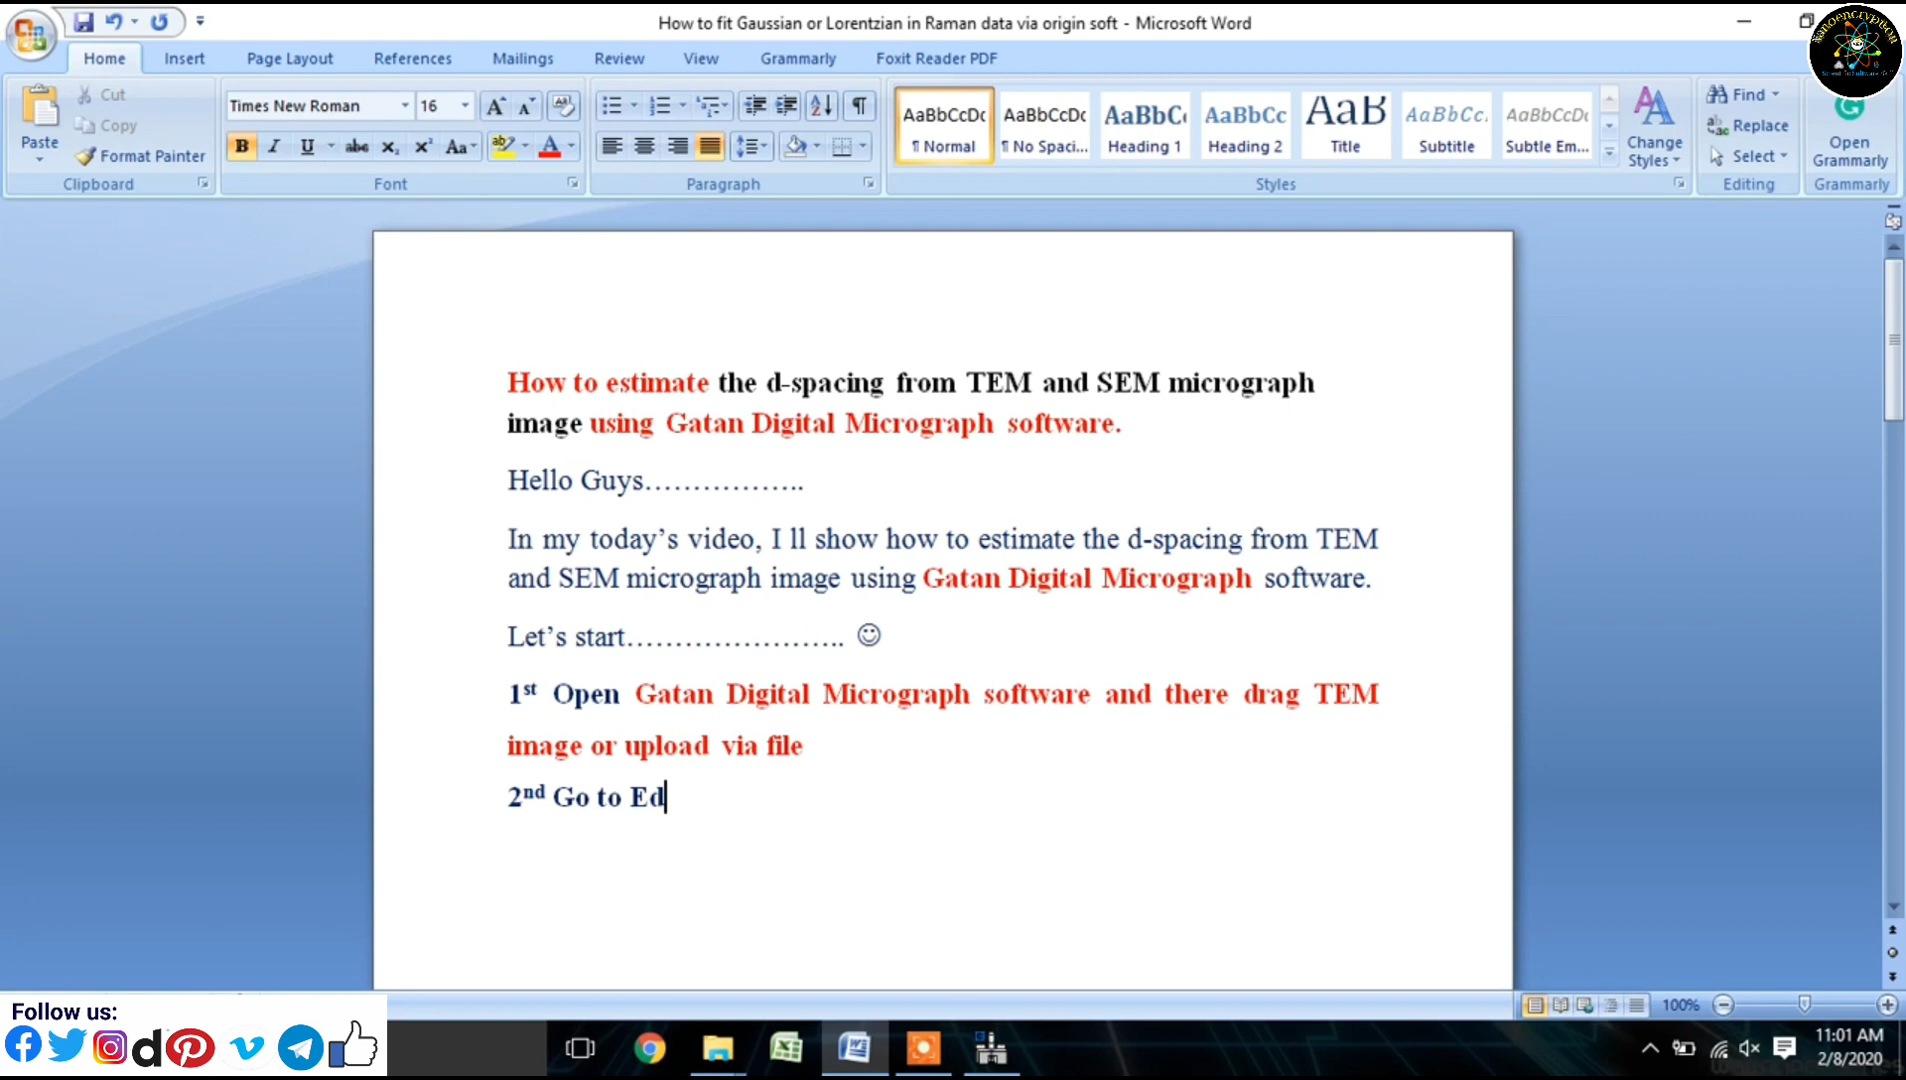 How to fit Gaussian or Lorentzian in Raman data via origin soft - Microsoft Word
Home Insert Page Layout References Mailings Review View Grammarly Foxit Reader PDF
Paste
Cut
Copy
Format Painter
Clipboard
Times New Roman 16
Font
Paragraph
AaBbCcDc AaBbCcDc AaBbC AaBbCc AaB AaBbCc. AaBbCcDc
¶ Normal ¶ No Spaci... Heading 1 Heading 2 Title Subtitle Subtle Em...
Change Styles
Styles
Find
Replace
Select
Editing
Open Grammarly
Grammarly
How to estimate the d-spacing from TEM and SEM micrograph
image using Gatan Digital Micrograph software.
Hello Guys……………..
In my today’s video, I ll show how to estimate the d-spacing from TEM
and SEM micrograph image using Gatan Digital Micrograph software.
Let’s start………………….. ☺
1st Open Gatan Digital Micrograph software and there drag TEM
image or upload via file
2nd Go to Ed
100%
Follow us:
11:01 AM
2/8/2020